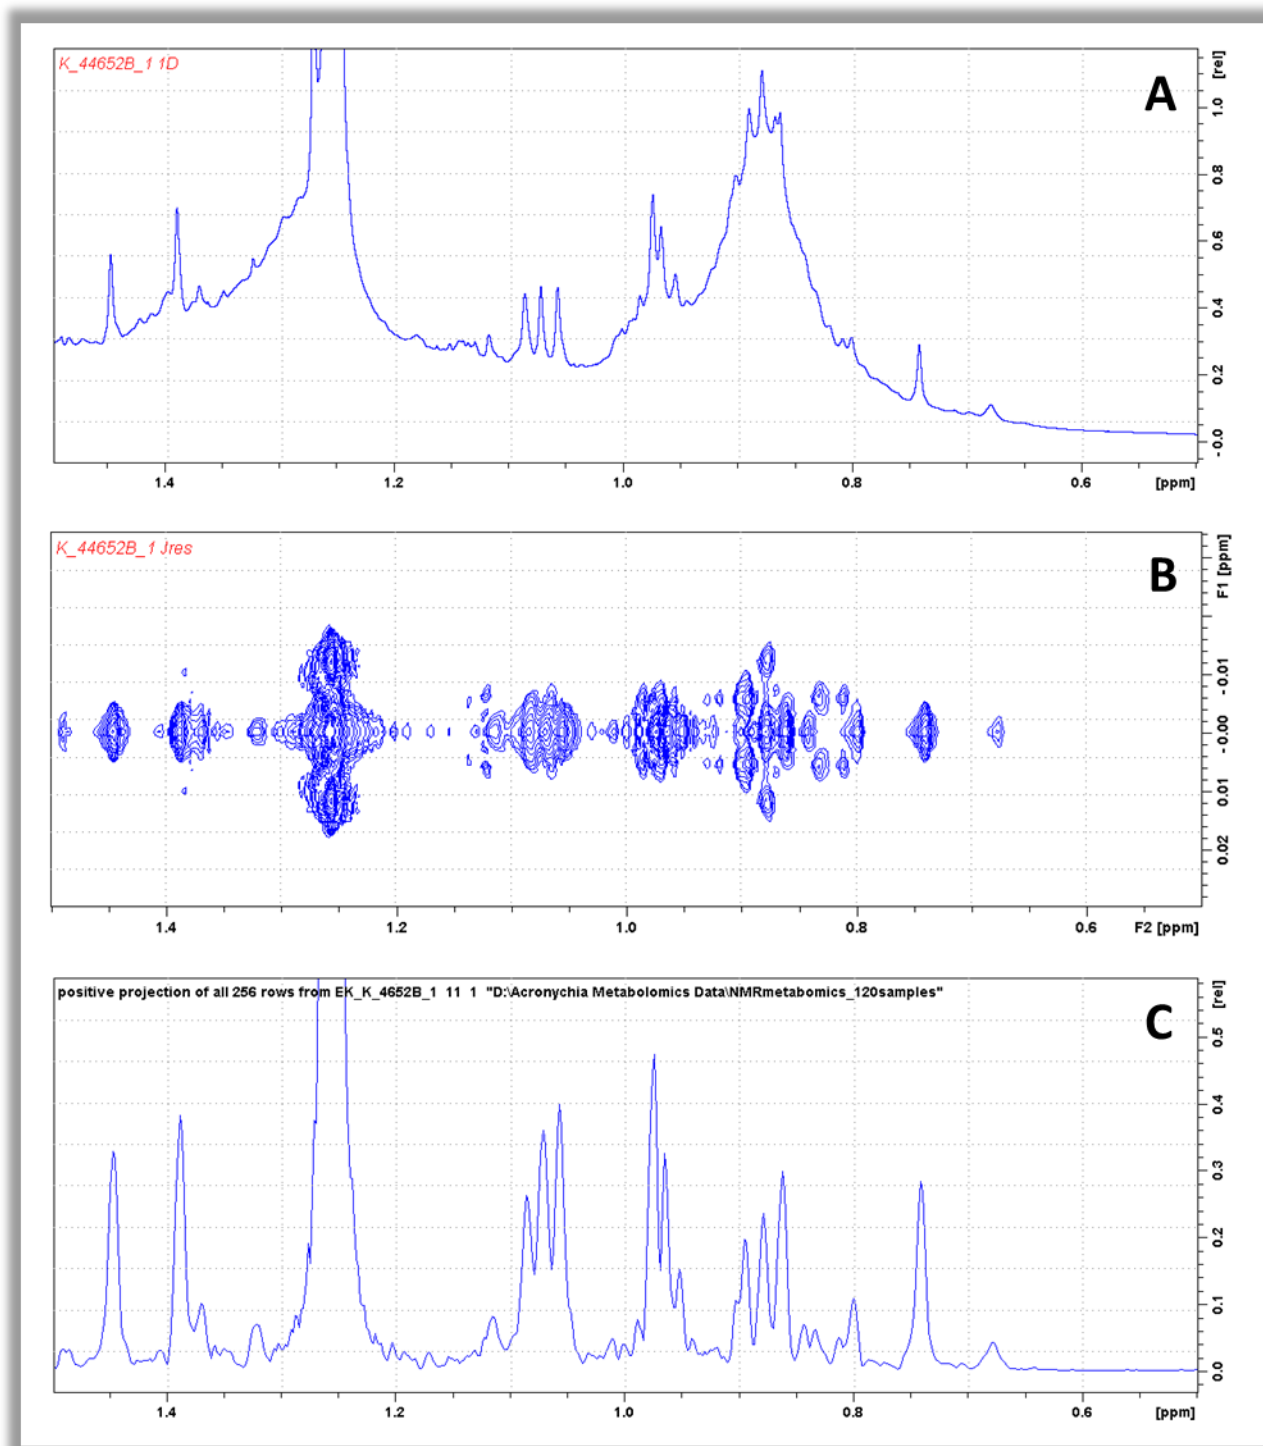 K_44652B_1 1D
A
[rel]
1.0
0.8
0.6
0.4
0.2
-0.0
1.4 1.2 1.0 0.8 0.6 [ppm]
K_44652B_1 Jres
B
F1 [ppm]
-0.01
-0.00
0.01
0.02
1.4 1.2 1.0 0.8 0.6 F2 [ppm]
positive projection of all 256 rows from EK_K_4652B_1 11 1 "D:\Acronychia Metabolomics Data\NMRmetabomics_120samples"
C
[rel]
0.5
0.4
0.3
0.2
0.1
0.0
1.4 1.2 1.0 0.8 0.6 [ppm]